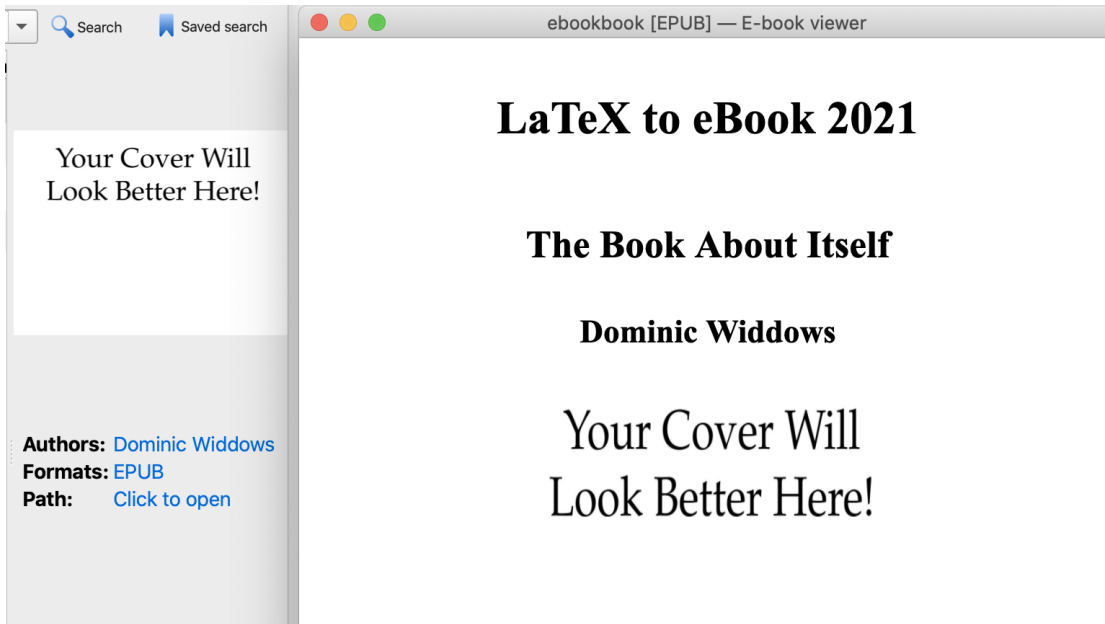 Search
Saved search
Your Cover Will
Look Better Here!
Authors: Dominic Widdows
Formats: EPUB
Path: Click to open
ebookbook [EPUB] — E-book viewer
LaTeX to eBook 2021
The Book About Itself
Dominic Widdows
Your Cover Will
Look Better Here!